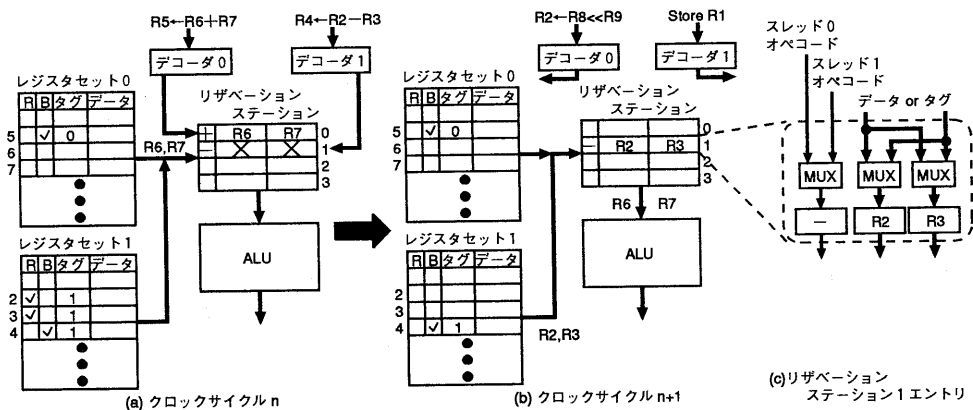 R5←R6+R7
R4←R2−R3
デコーダ0
デコーダ1
レジスタセット0
R B タグ データ
5 ✓ 0
6
7
R6,R7
リザベーション
ステーション
+ R6 R7 0
− 1
2
3
ALU
レジスタセット1
R B タグ データ
2 ✓ 1
3 ✓ 1
4 ✓ 1
(a) クロックサイクル n
R2←R8<<R9
Store R1
デコーダ0
デコーダ1
レジスタセット0
R B タグ データ
5 ✓ 0
6
7
リザベーション
ステーション
0
− R2 R3 1
2
3
R6 R7
ALU
レジスタセット1
R B タグ データ
2
3
4 ✓ 1
R2,R3
(b) クロックサイクル n+1
スレッド0
オペコード
スレッド1
オペコード
データ or タグ
MUX MUX MUX
− R2 R3
(c)リザベーション
ステーション1エントリ